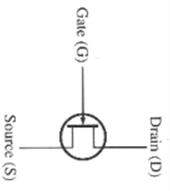 Gate (G)
Drain (D)
Source (S)